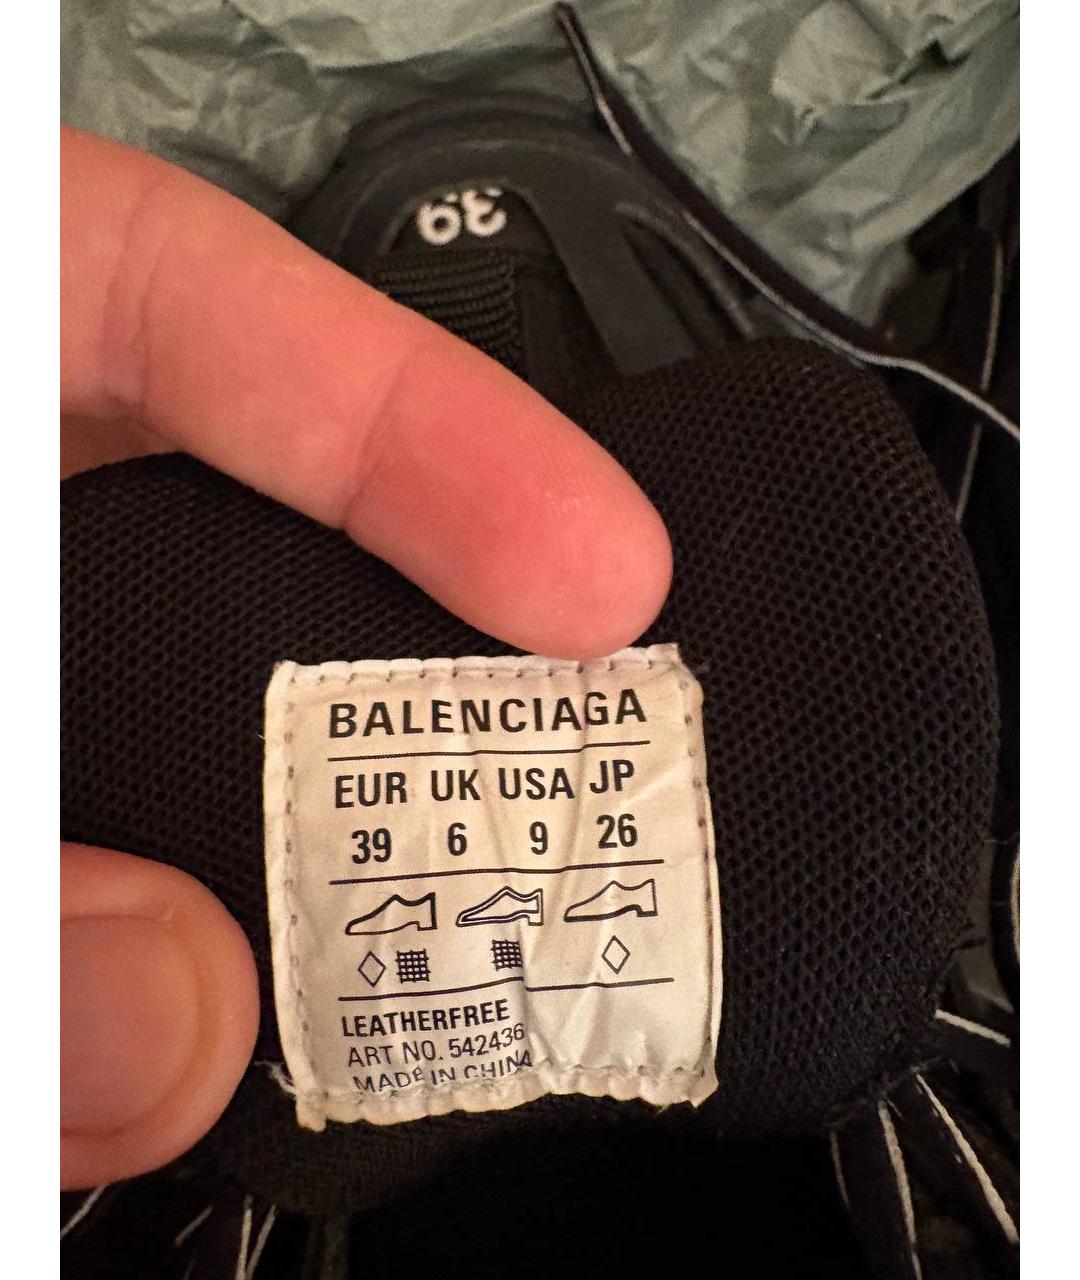 39
BALENCIAGA
EUR UK USA JP
39 6 9 26
LEATHERFREE
ART NO. 542436
MADE IN CHINA